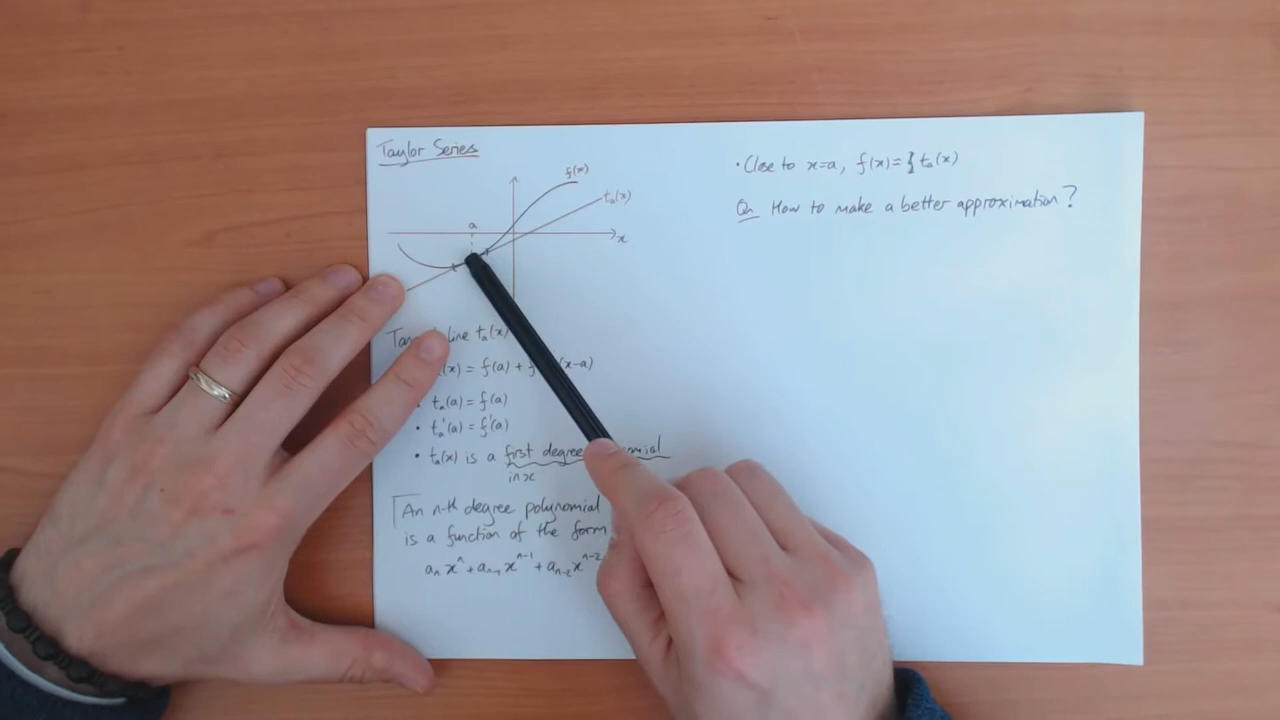 Taylor Series
f(x)
tₐ(x)
a
x
line tₐ(x)
(x) = f(a) + (x-a)
• tₐ(a) = f(a)
• tₐ'(a) = f'(a)
• tₐ(x) is a first degree
in x
An n-th degree polynomial
is a function of the form
aₙxⁿ + aₙ₋₁xⁿ⁻¹ + aₙ₋₂xⁿ⁻²
• Close to x=a, f(x) = tₐ(x)
Qn How to make a better approximation?